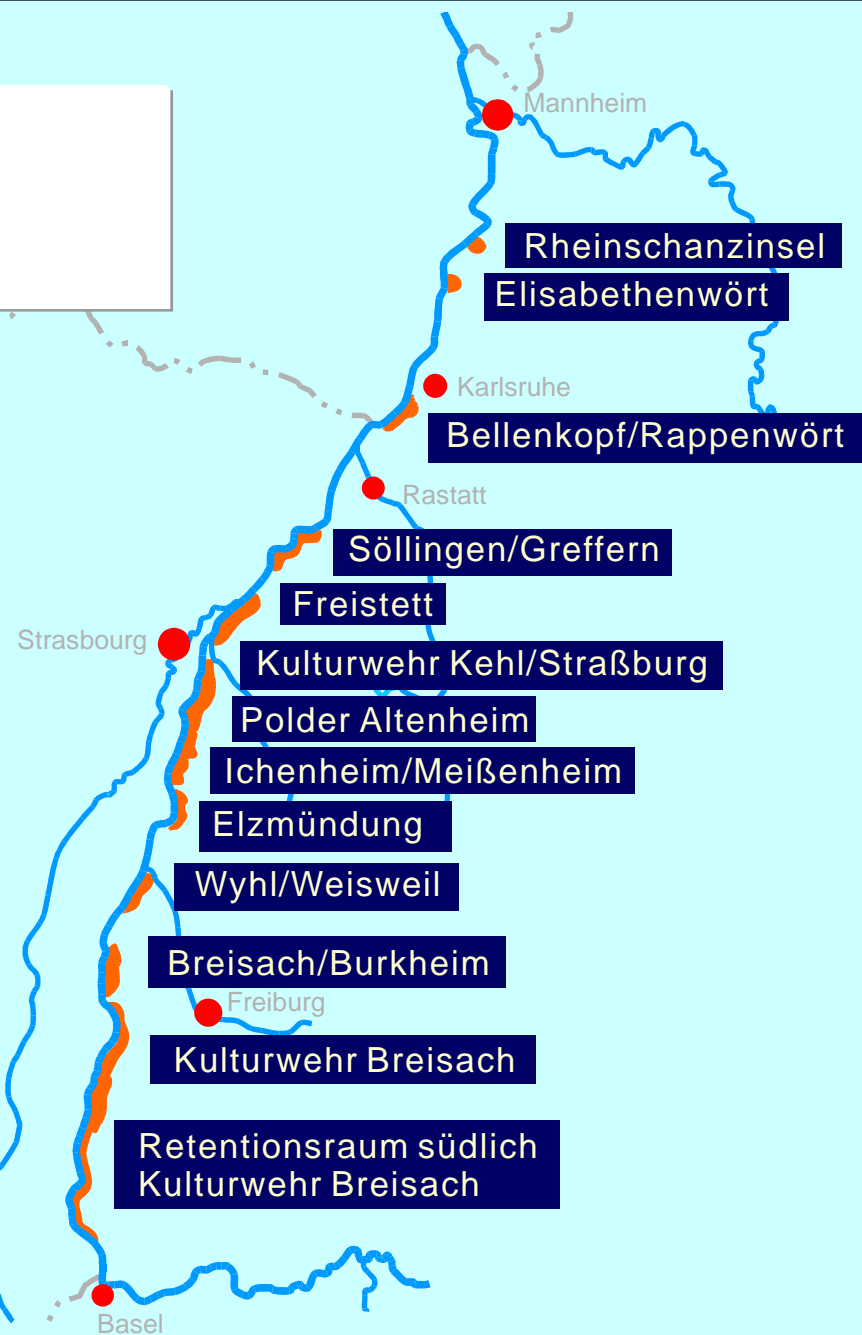 Mannheim
Rheinschanzinsel
Elisabethenwört
Karlsruhe
Bellenkopf/Rappenwört
Rastatt
Söllingen/Greffern
Freistett
Strasbourg
Kulturwehr Kehl/Straßburg
Polder Altenheim
Ichenheim/Meißenheim
Elzmündung
Wyhl/Weisweil
Breisach/Burkheim
Freiburg
Kulturwehr Breisach
Retentionsraum südlich
Kulturwehr Breisach
Basel